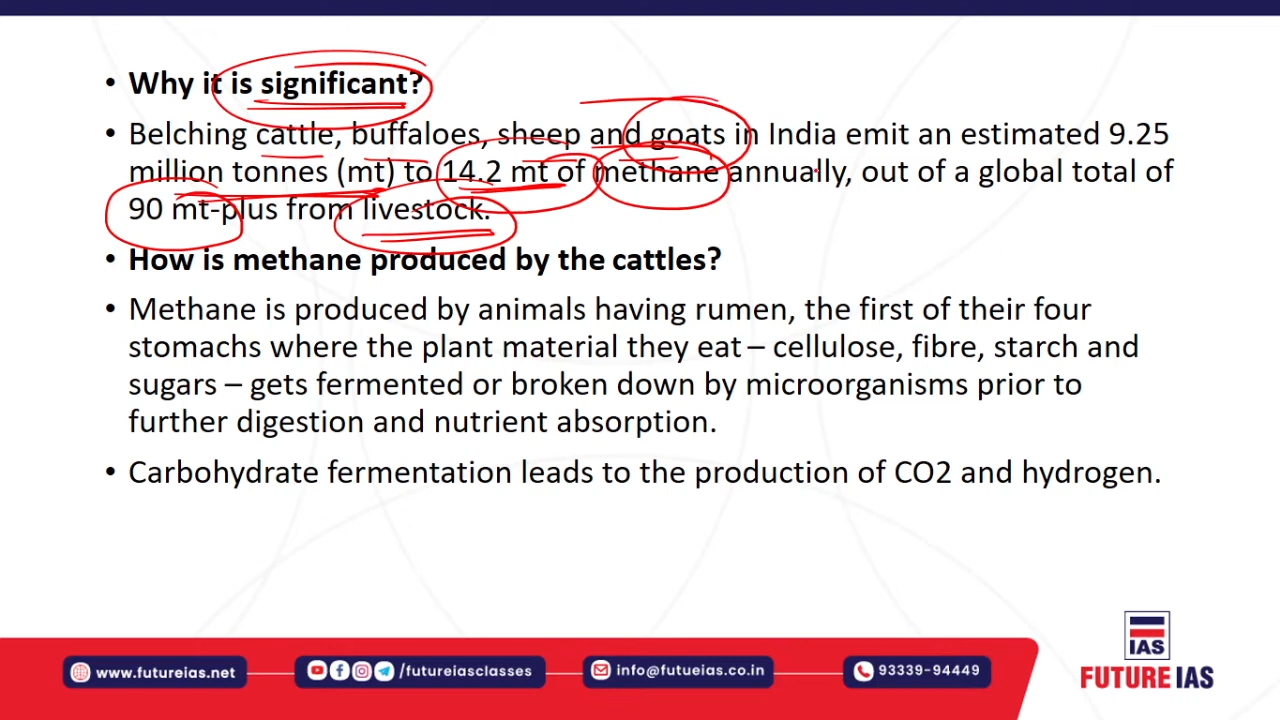 • Why it is significant?
• Belching cattle, buffaloes, sheep and goats in India emit an estimated 9.25
million tonnes (mt) to 14.2 mt of methane annually, out of a global total of
90 mt-plus from livestock.
• How is methane produced by the cattles?
• Methane is produced by animals having rumen, the first of their four
stomachs where the plant material they eat – cellulose, fibre, starch and
sugars – gets fermented or broken down by microorganisms prior to
further digestion and nutrient absorption.
• Carbohydrate fermentation leads to the production of CO2 and hydrogen.
IAS
FUTURE IAS
www.futureias.net
/futureiasclasses
info@futueias.co.in
93339-94449